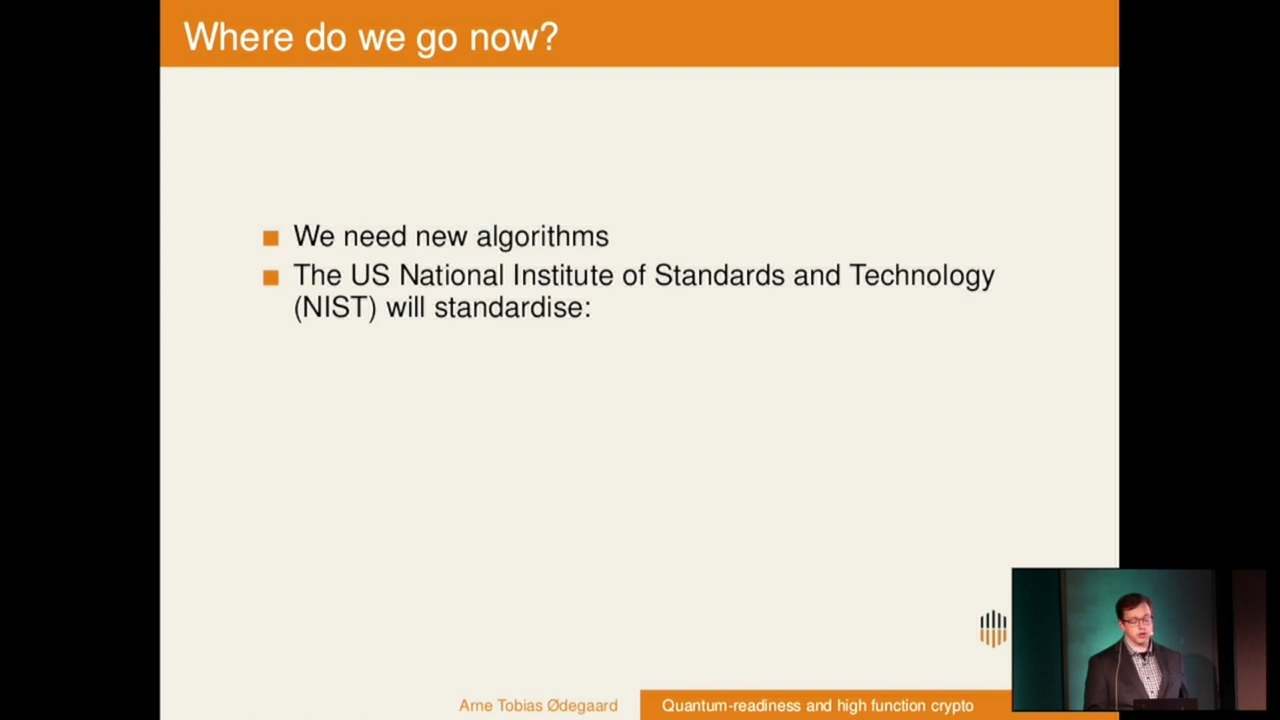 Where do we go now?
We need new algorithms
The US National Institute of Standards and Technology
(NIST) will standardise:
Arne Tobias Ødegaard
Quantum-readiness and high function crypto